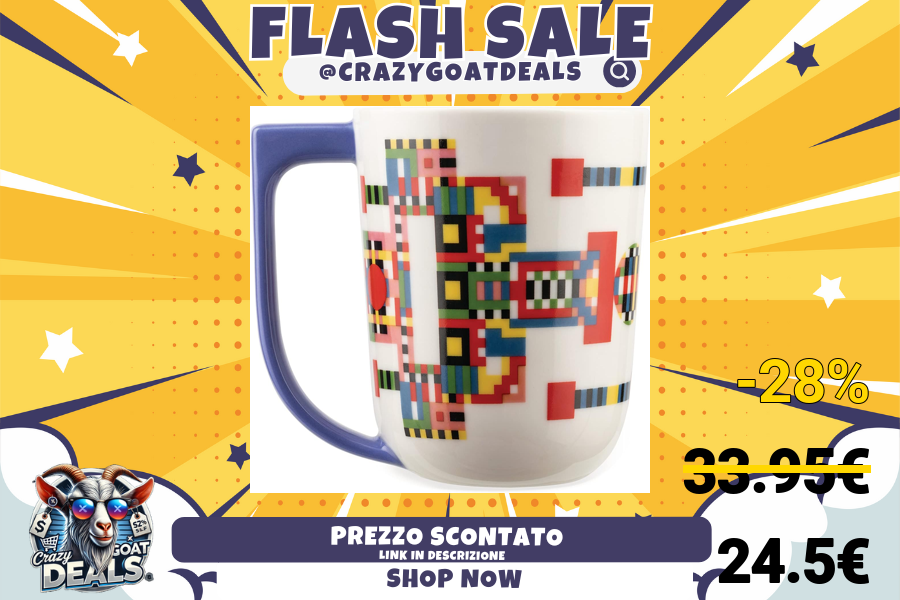 FLASH SALE
@CRAZYGOATDEALS
-28%
33.95€
24.5€
PREZZO SCONTATO
LINK IN DESCRIZIONE
SHOP NOW
$
Crazy
GOAT
DEALS